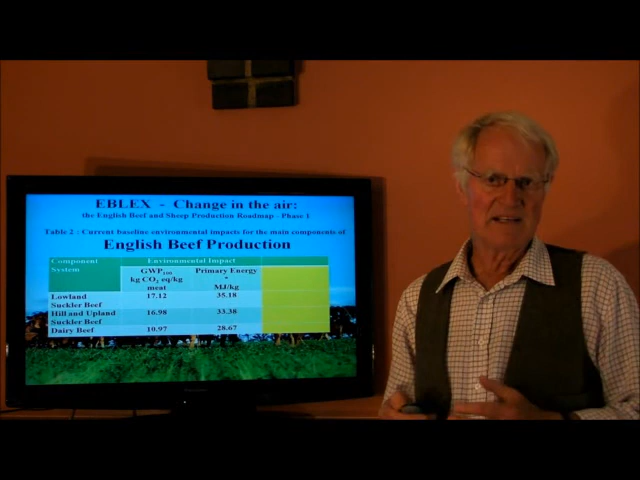 EBLEX - Change in the air:
the English Beef and Sheep Production Roadmap - Phase 1
Table 2 : Current baseline environmental impacts for the main components of
English Beef Production
Component System
Environmental Impact
GWP100 kg CO2 eq/kg meat
Primary Energy * MJ/kg
Lowland Suckler Beef 17.12 35.18
Hill and Upland Suckler Beef 16.98 33.38
Dairy Beef 10.97 28.67